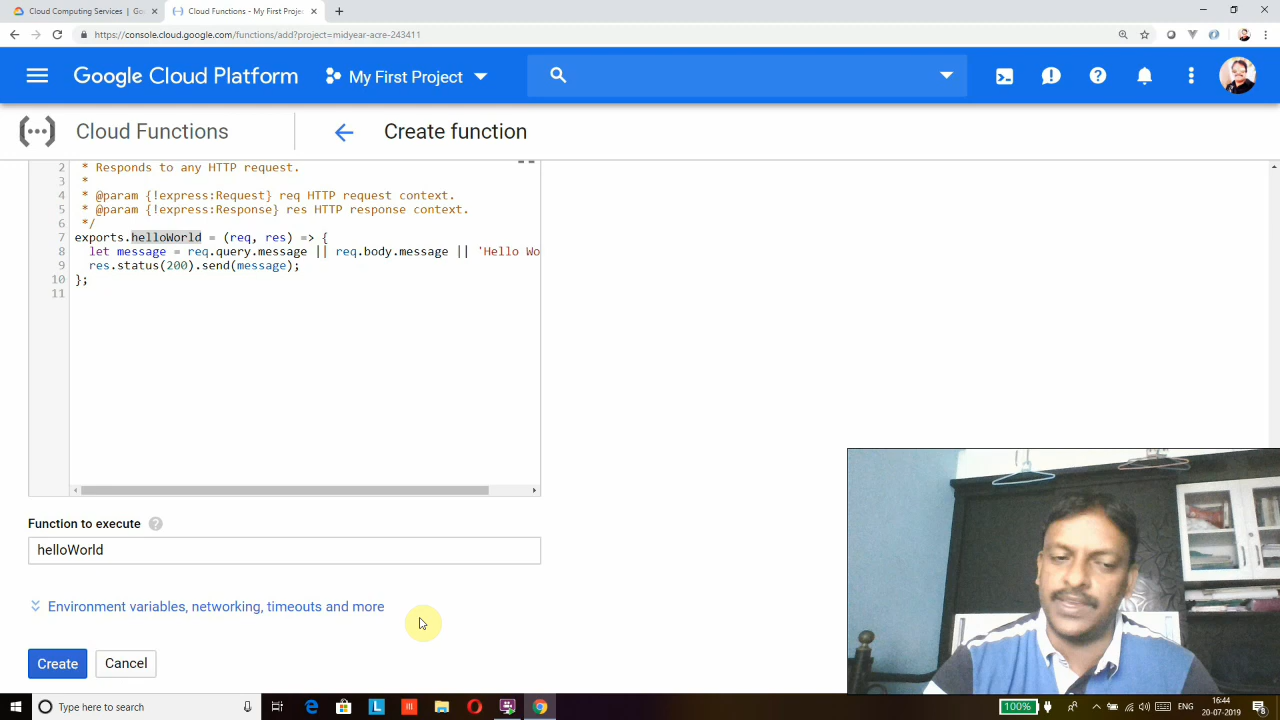 Cloud Computing Services | Go
Cloud Functions - My First Projec
https://console.cloud.google.com/functions/add?project=midyear-acre-243411
Google Cloud Platform
My First Project
Cloud Functions
Create function
2 * Responds to any HTTP request.
3 *
4 * @param {!express:Request} req HTTP request context.
5 * @param {!express:Response} res HTTP response context.
6 */
7 exports.helloWorld = (req, res) => {
8 let message = req.query.message || req.body.message || 'Hello Wo
9 res.status(200).send(message);
10 };
11
Function to execute
helloWorld
Environment variables, networking, timeouts and more
Create
Cancel
Type here to search
L
100%
ENG
16:44
20-07-2019
8